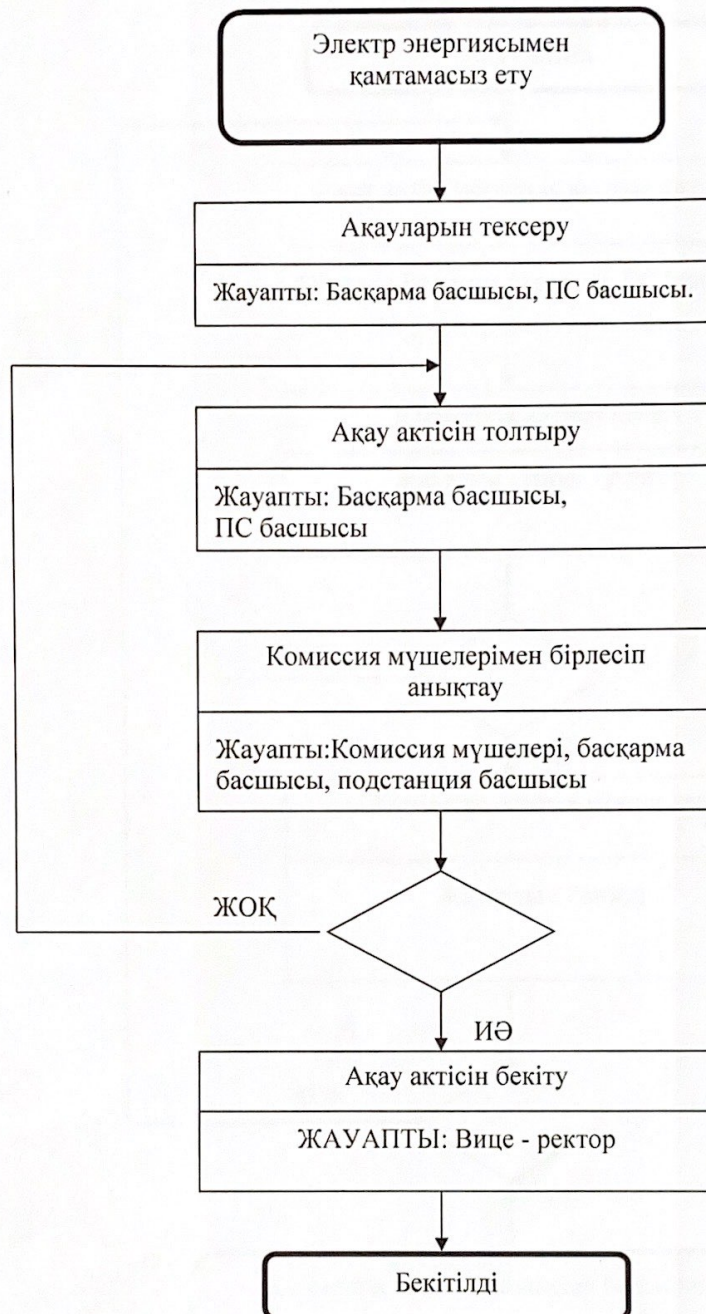 Электр энергиясымен
қамтамасыз ету
Ақауларын тексеру
Жауапты: Басқарма басшысы, ПС басшысы.
Ақау актісін толтыру
Жауапты: Басқарма басшысы,
ПС басшысы
Комиссия мүшелерімен бірлесіп
анықтау
Жауапты:Комиссия мүшелері, басқарма
басшысы, подстанция басшысы
ЖОҚ
ИӘ
Ақау актісін бекіту
ЖАУАПТЫ: Вице - ректор
Бекітілді